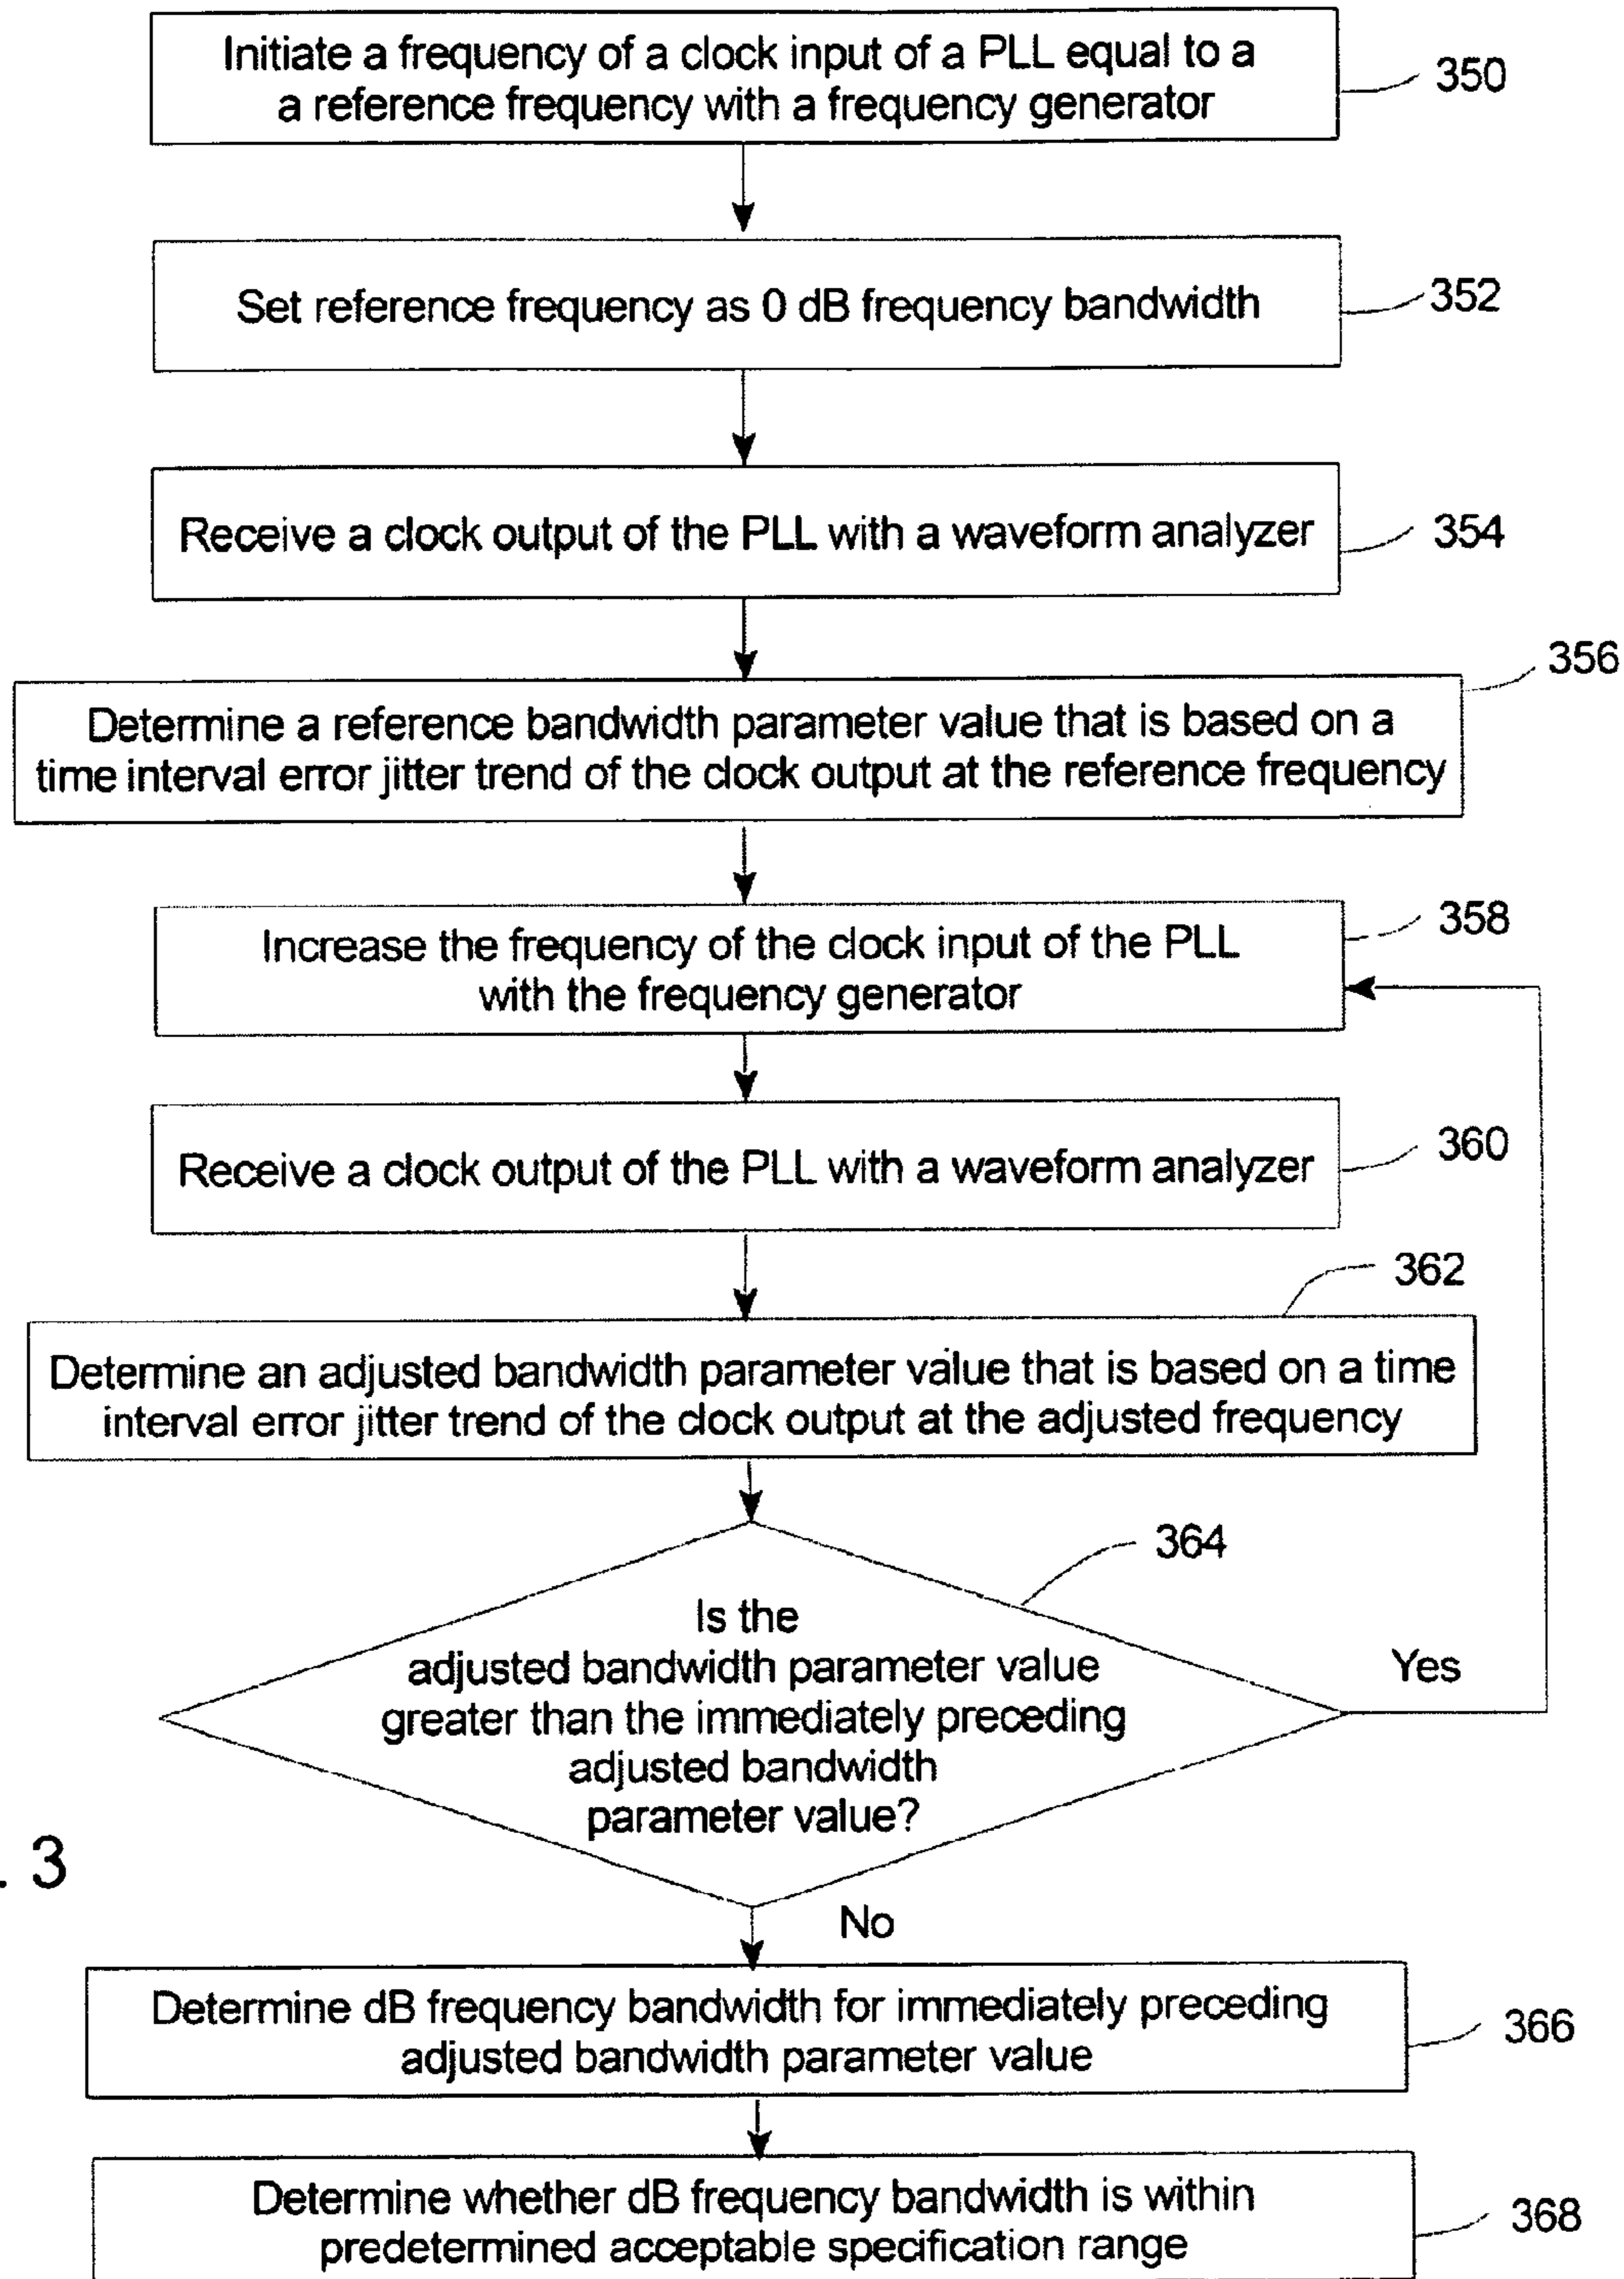 Initiate a frequency of a clock input of a PLL equal to a
a reference frequency with a frequency generator
350
Set reference frequency as 0 dB frequency bandwidth
352
Receive a clock output of the PLL with a waveform analyzer
354
356
Determine a reference bandwidth parameter value that is based on a
time interval error jitter trend of the clock output at the reference frequency
358
Increase the frequency of the clock input of the PLL
with the frequency generator
Receive a clock output of the PLL with a waveform analyzer
360
362
Determine an adjusted bandwidth parameter value that is based on a time
interval error jitter trend of the clock output at the adjusted frequency
364
Is the
adjusted bandwidth parameter value
greater than the immediately preceding
adjusted bandwidth
parameter value?
Yes
. 3
No
Determine dB frequency bandwidth for immediately preceding
adjusted bandwidth parameter value
366
Determine whether dB frequency bandwidth is within
predetermined acceptable specification range
368